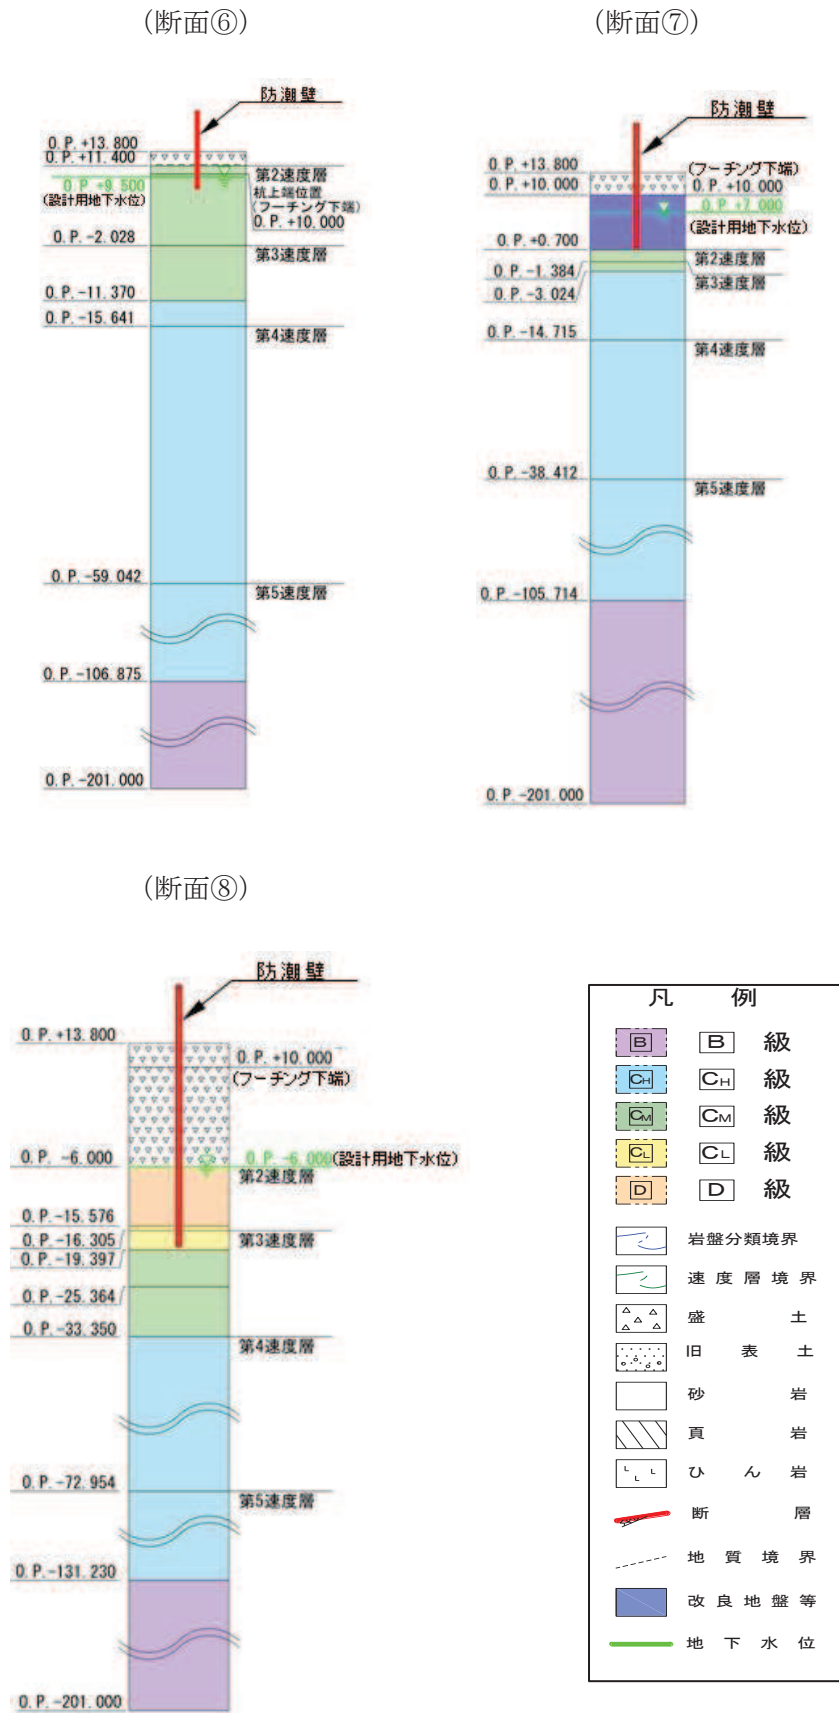 (断面⑥)
防潮壁
O.P.+13.800
O.P.+11.400
第2速度層
O.P.+9.500
(設計用地下水位)
杭上端位置
(フーチング下端)
O.P.+10.000
O.P.-2.028
第3速度層
O.P.-11.370
O.P.-15.641
第4速度層
O.P.-59.042
第5速度層
O.P.-106.875
O.P.-201.000
(断面⑦)
防潮壁
O.P.+13.800
(フーチング下端)
O.P.+10.000
O.P.+10.000
O.P.+7.000
(設計用地下水位)
O.P.+0.700
第2速度層
O.P.-1.384
第3速度層
O.P.-3.024
O.P.-14.715
第4速度層
O.P.-38.412
第5速度層
O.P.-105.714
O.P.-201.000
(断面⑧)
防潮壁
O.P.+13.800
O.P.+10.000
(フーチング下端)
O.P. -6.000
O.P.-6.000(設計用地下水位)
第2速度層
O.P.-15.576
O.P.-16.305
第3速度層
O.P.-19.397
O.P.-25.364
O.P.-33.350
第4速度層
O.P.-72.954
第5速度層
O.P.-131.230
O.P.-201.000
凡 例
B B 級
CH CH 級
CM CM 級
CL CL 級
D D 級
岩盤分類境界
速度層境界
盛土
旧表土
砂岩
頁岩
ひん岩
断層
地質境界
改良地盤等
地下水位